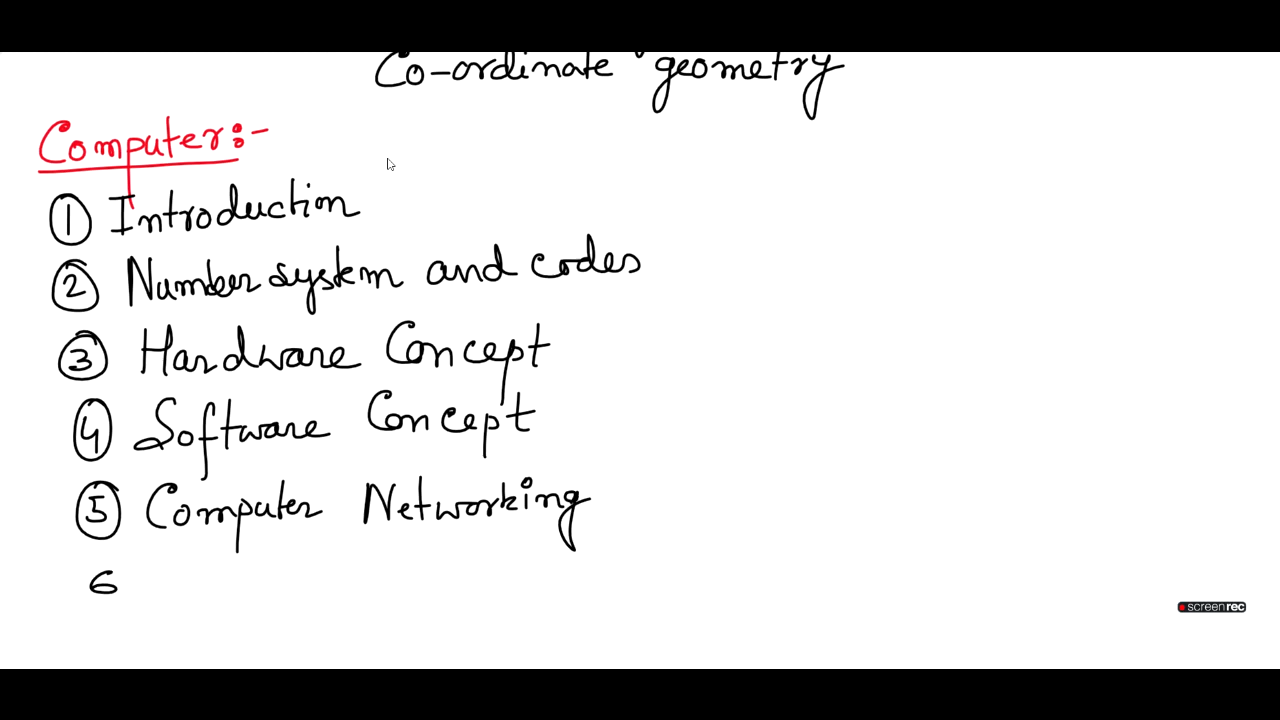 Co-ordinate geometry
Computer:-
① Introduction
② Number system and codes
③ Hardware Concept
④ Software Concept
⑤ Computer Networking
6
screenrec